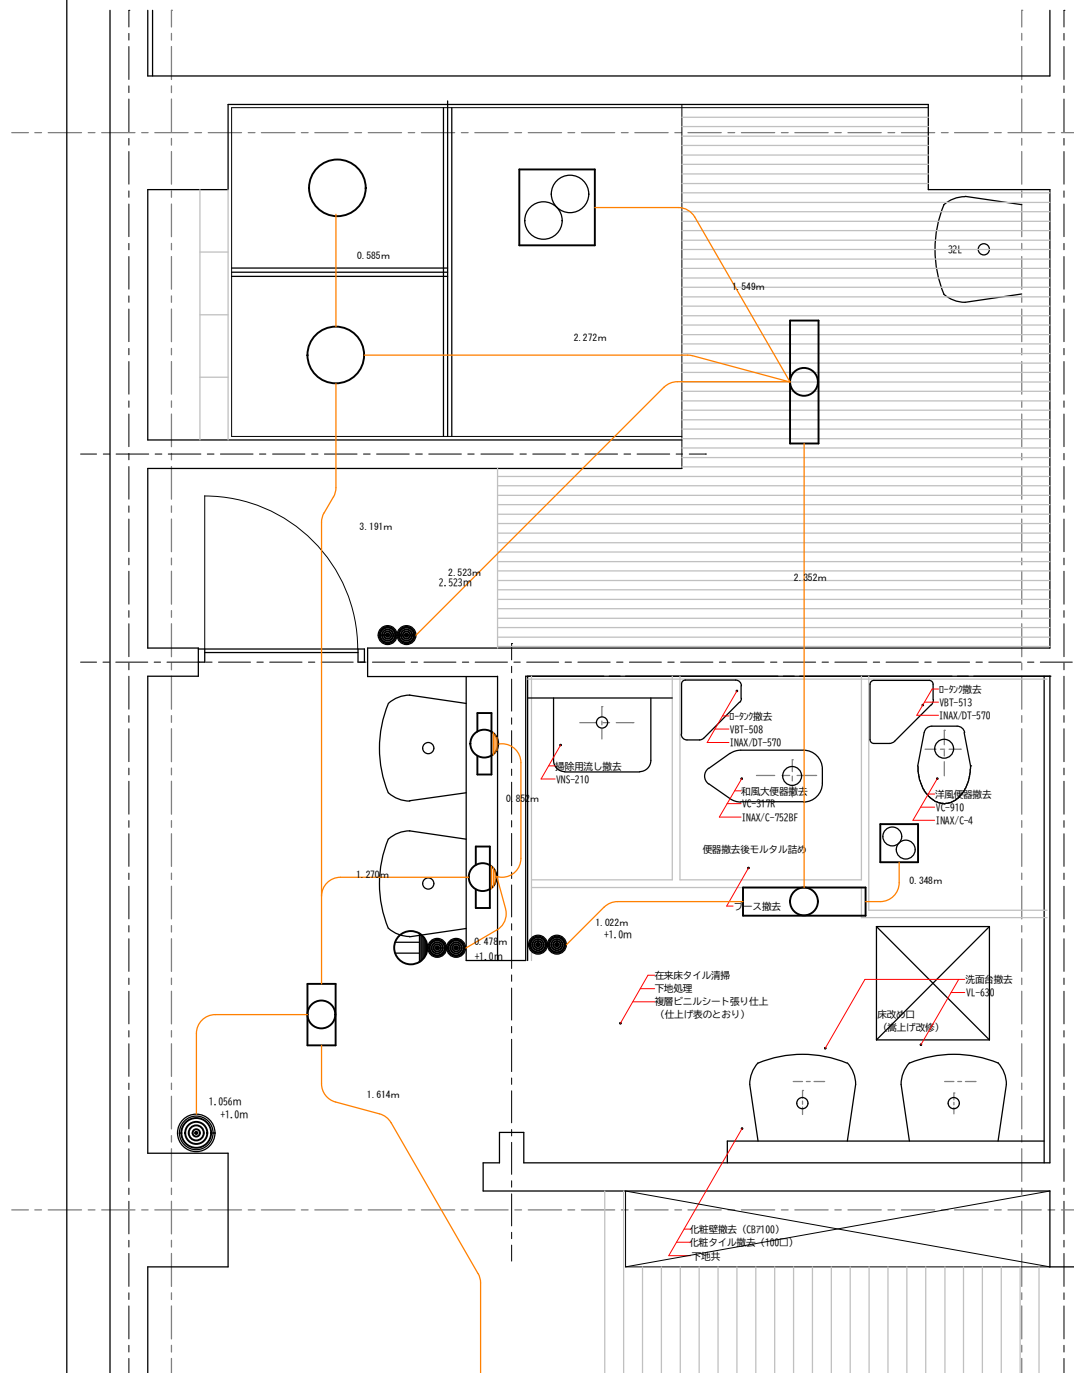 0.585m
32L
1.549m
2.272m
3.191m
2.523m
2.523m
2.352m
ロータンク撤去
VBT-513
INAX/DT-570
ロータンク撤去
VBT-508
INAX/DT-570
掃除用流し撤去
VNS-210
和風大便器撤去
VC-317R
INAX/C-752BF
洋風便器撤去
VC-910
INAX/C-4
0.852m
便器撤去後モルタル詰め
1.270m
0.348m
ブース撤去
1.022m
+1.0m
0.478m
+1.0m
在来床タイル清掃
下地処理
複層ビニルシート張り仕上
（仕上げ表のとおり）
洗面台撤去
VL-630
床改め口
（嵩上げ改修）
1.614m
1.056m
+1.0m
化粧壁撤去（CB7100）
化粧タイル撤去（100口）
下地共